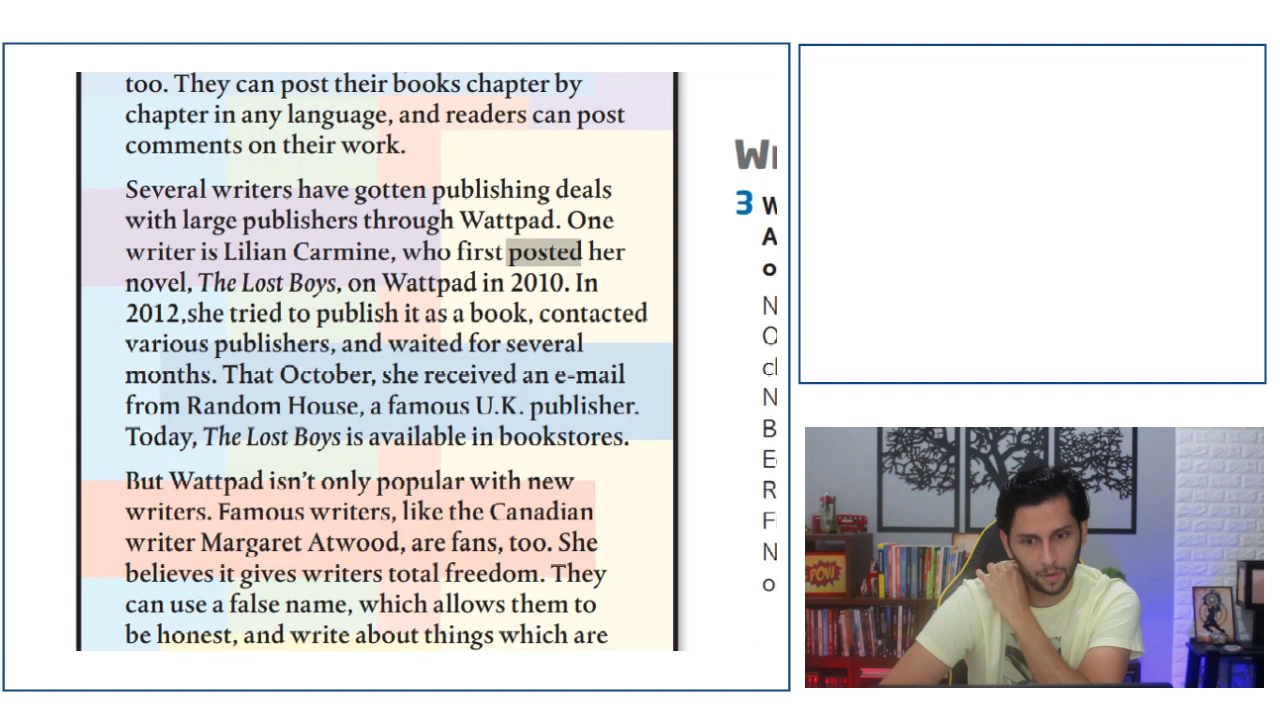 too. They can post their books chapter by
chapter in any language, and readers can post
comments on their work.
Several writers have gotten publishing deals
with large publishers through Wattpad. One
writer is Lilian Carmine, who first posted her
novel, The Lost Boys, on Wattpad in 2010. In
2012,she tried to publish it as a book, contacted
various publishers, and waited for several
months. That October, she received an e-mail
from Random House, a famous U.K. publisher.
Today, The Lost Boys is available in bookstores.
But Wattpad isn't only popular with new
writers. Famous writers, like the Canadian
writer Margaret Atwood, are fans, too. She
believes it gives writers total freedom. They
can use a false name, which allows them to
be honest, and write about things which are
3
POW!